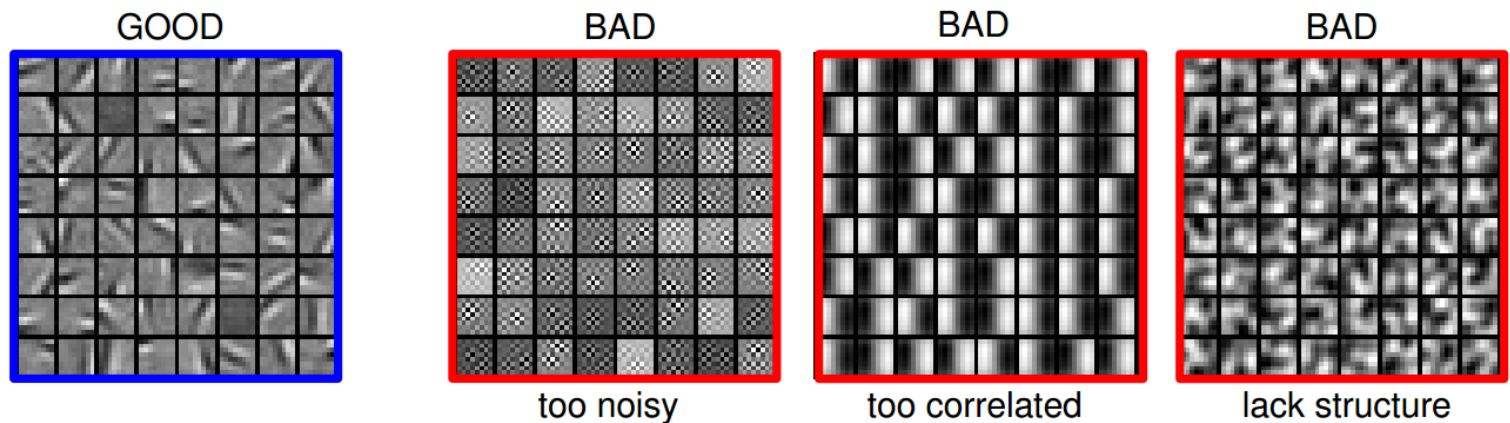 GOOD
BAD
BAD
BAD
too noisy
too correlated
lack structure